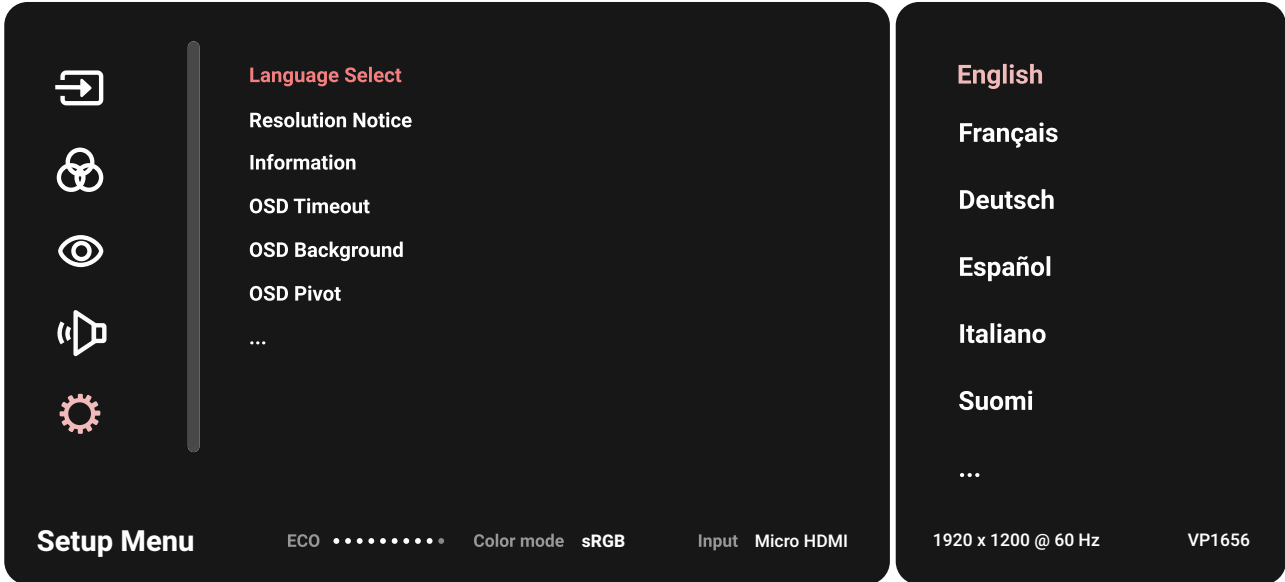 Language Select
Resolution Notice
Information
OSD Timeout
OSD Background
OSD Pivot
...
Setup Menu ECO Color mode sRGB Input Micro HDMI
English
Français
Deutsch
Español
Italiano
Suomi
...
1920 x 1200 @ 60 Hz VP1656